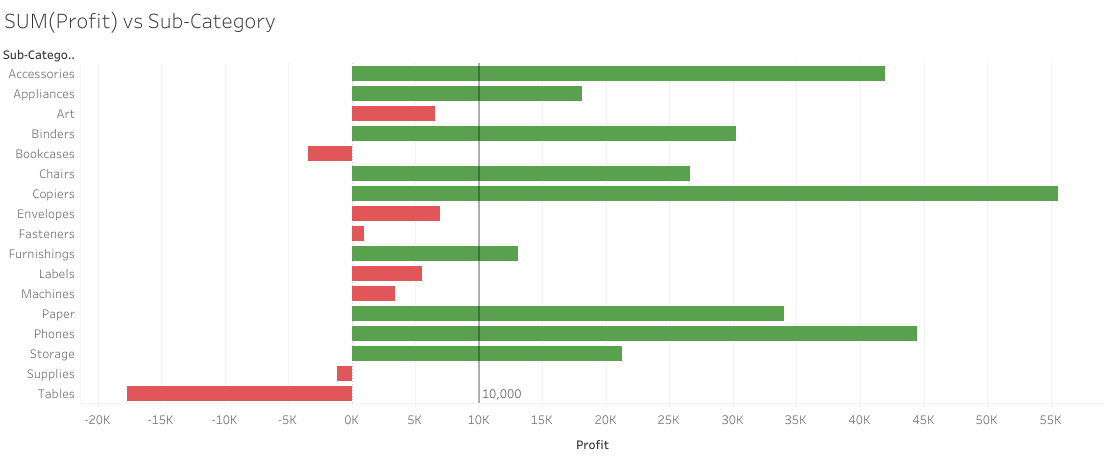 SUM(Profit) vs Sub-Category
Sub-Catego..
Accessories
Appliances
Art
Binders
Bookcases
Chairs
Copiers
Envelopes
Fasteners
Furnishings
Labels
Machines
Paper
Phones
Storage
Supplies
Tables
10,000
-20K -15K -10K -5K 0K 5K 10K 15K 20K 25K 30K 35K 40K 45K 50K 55K
Profit